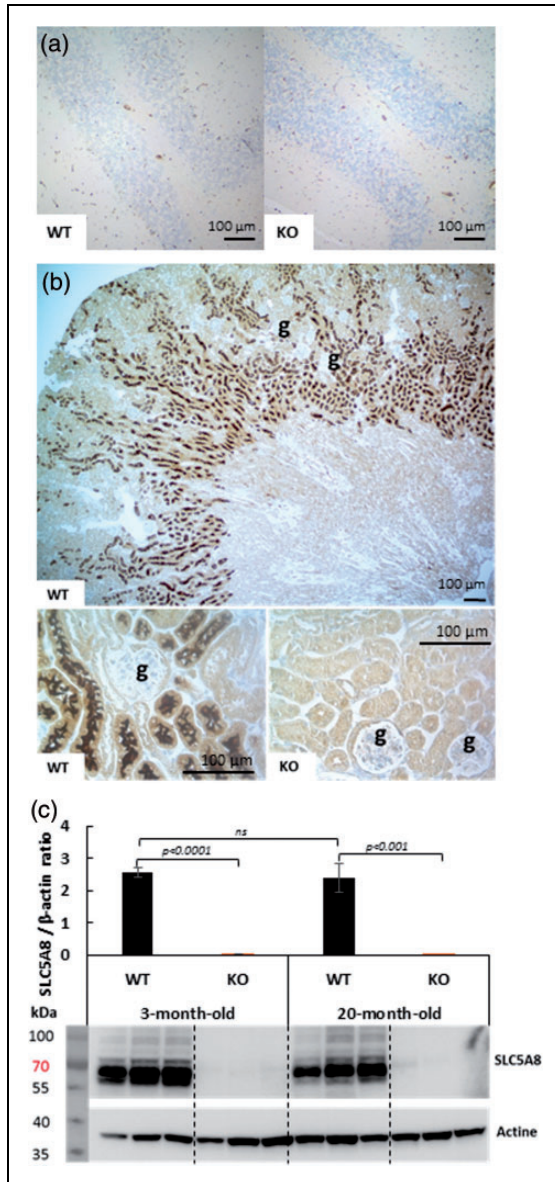 (a)
WT 100 µm KO 100 µm
(b)
g
g
WT 100 µm
g 100 µm
g g
WT 100 µm KO
(c)
SLC5A8 / β-actin ratio
4
3
2
1
0
ns
p<0.0001 p<0.001
WT KO WT KO
kDa 3-month-old 20-month-old
100
70 SLC5A8
55
40
Actine
35